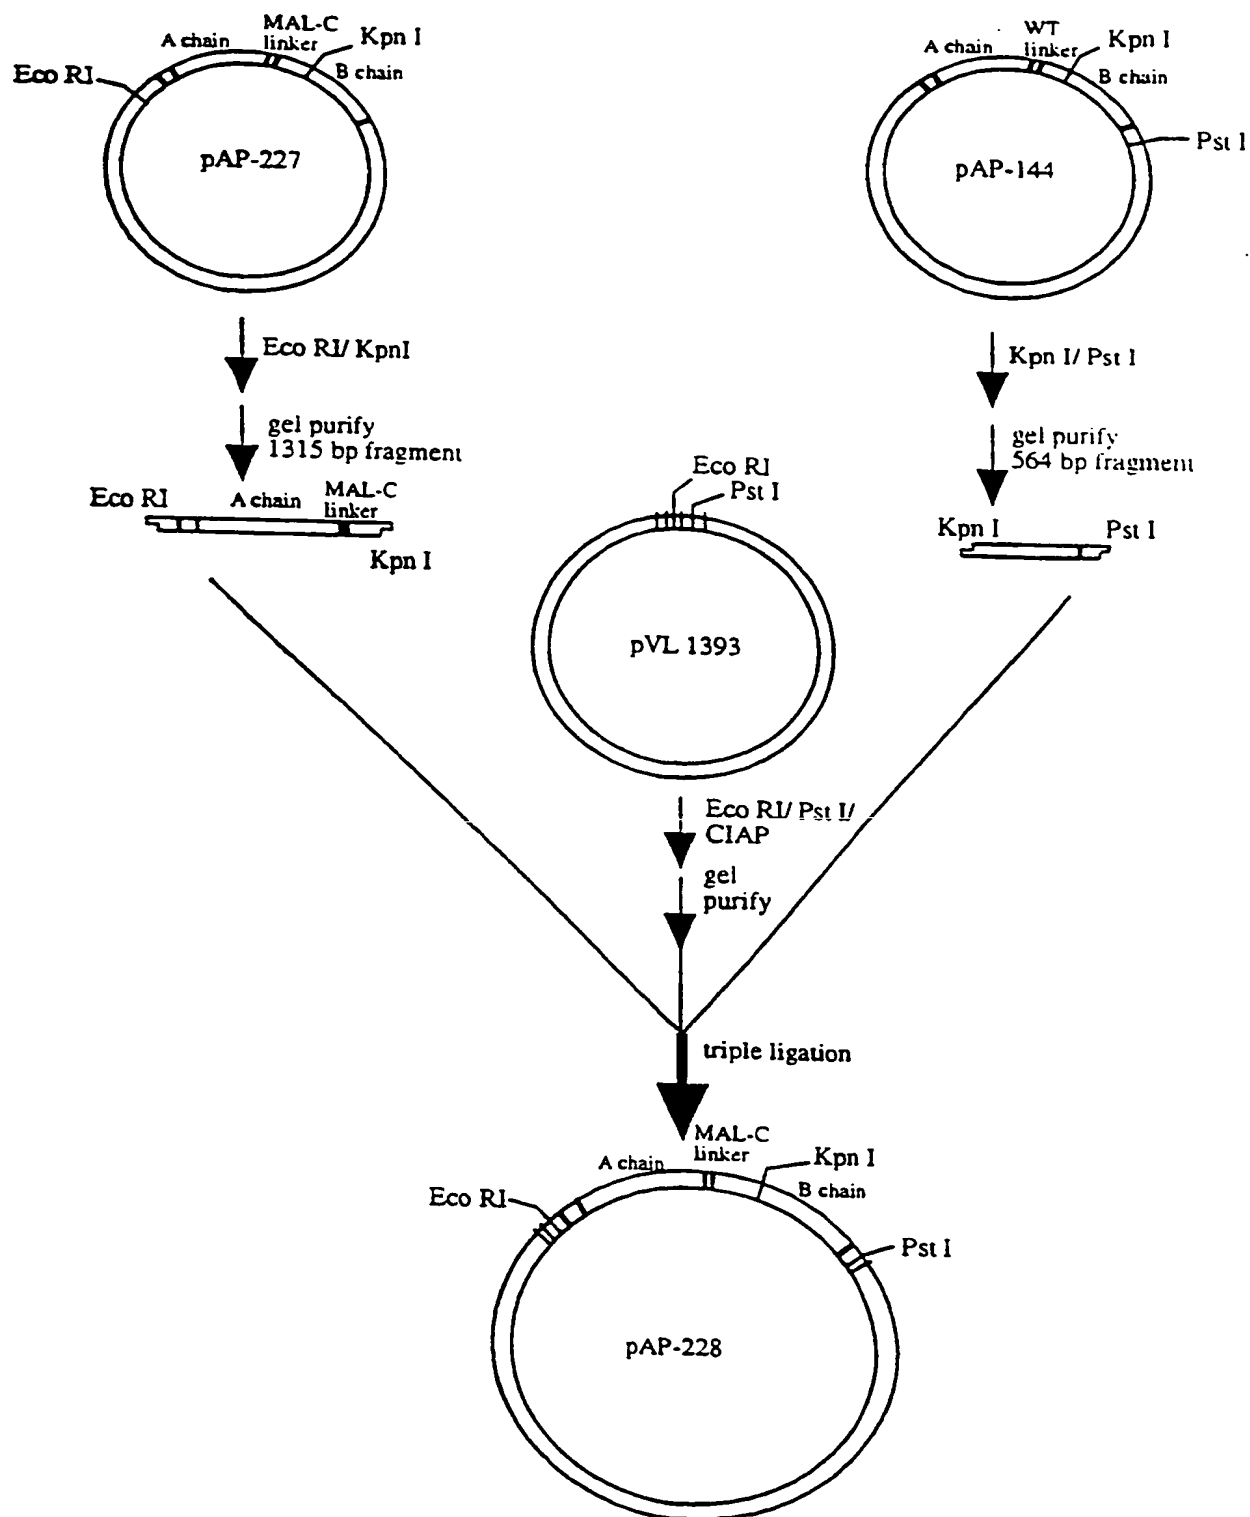 A chain
MAL-C
linker
Kpn I
Eco RI
B chain
pAP-227
A chain
WT
linker
Kpn I
B chain
Pst I
pAP-144
Eco RI/ KpnI
gel purify
1315 bp fragment
Eco RI
A chain
MAL-C
linker
Kpn I
Kpn I/ Pst I
gel purify
564 bp fragment
Kpn I
Pst I
Eco RI
Pst I
pVL 1393
Eco RI/ Pst I/
CIAP
gel
purify
triple ligation
MAL-C
linker
A chain
Kpn I
Eco RI
B chain
Pst I
pAP-228